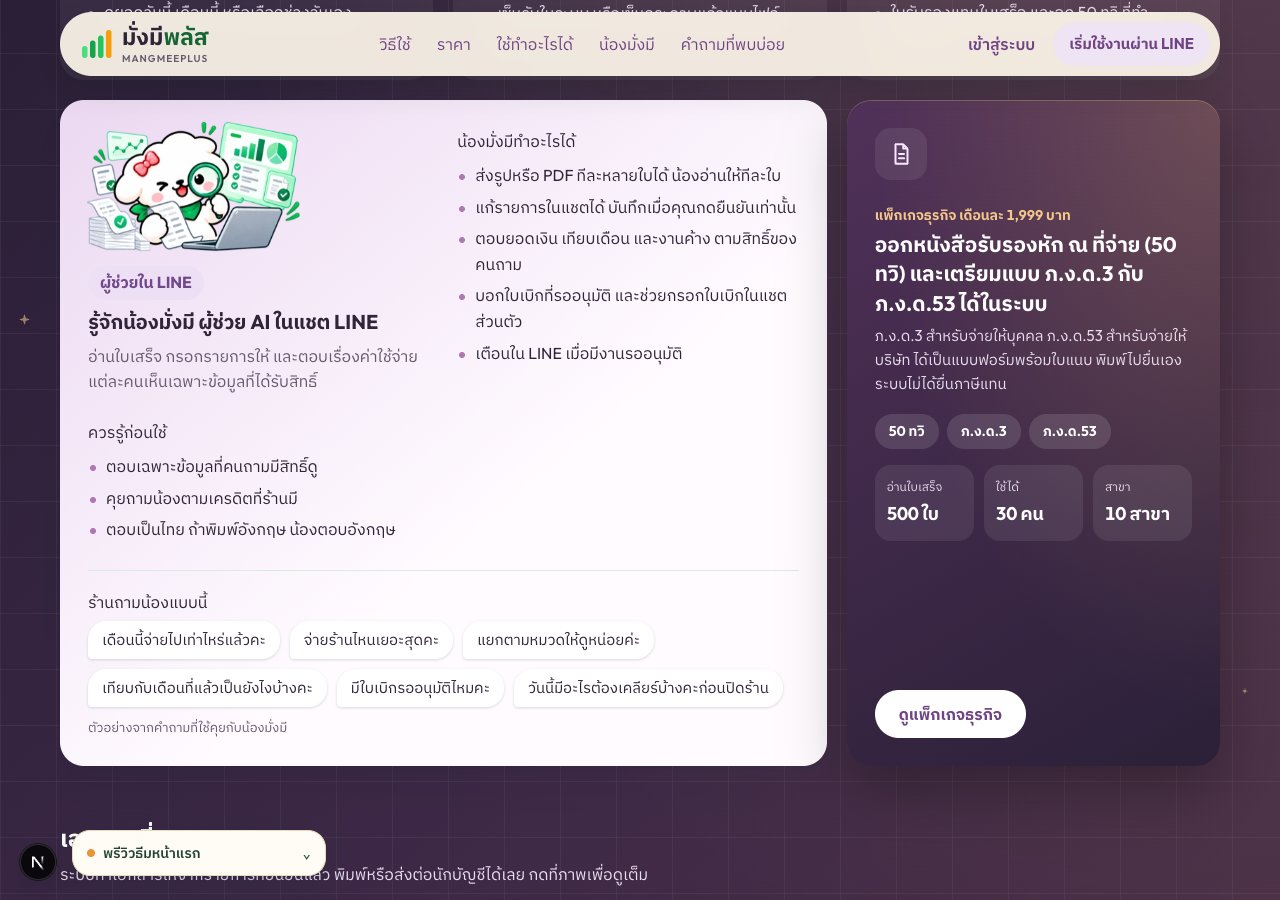 มั่งมีพลัส
MANGMEEPLUS
วิธีใช้
ราคา
ใช้ทำอะไรได้
น้องมั่งมี
คำถามที่พบบ่อย
เข้าสู่ระบบ
เริ่มใช้งานผ่าน LINE
ผู้ช่วยใน LINE
รู้จักน้องมั่งมี ผู้ช่วย AI ในแชต LINE
อ่านใบเสร็จ กรอกรายการให้ และตอบเรื่องค่าใช้จ่าย
แต่ละคนเห็นเฉพาะข้อมูลที่ได้รับสิทธิ์
น้องมั่งมีทำอะไรได้
ส่งรูปหรือ PDF ทีละหลายใบได้ น้องอ่านให้ทีละใบ
แก้รายการในแชตได้ บันทึกเมื่อคุณกดยืนยันเท่านั้น
ตอบยอดเงิน เทียบเดือน และงานค้าง ตามสิทธิ์ของ
คนถาม
บอกใบเบิกที่รออนุมัติ และช่วยกรอกใบเบิกในแชต
ส่วนตัว
เตือนใน LINE เมื่อมีงานรออนุมัติ
ควรรู้ก่อนใช้
ตอบเฉพาะข้อมูลที่คนถามมีสิทธิ์ดู
คุยถามน้องตามเครดิตที่ร้านมี
ตอบเป็นไทย ถ้าพิมพ์อังกฤษ น้องตอบอังกฤษ
ร้านถามน้องแบบนี้
เดือนนี้จ่ายไปเท่าไหร่แล้วคะ
จ่ายร้านไหนเยอะสุดคะ
แยกตามหมวดให้ดูหน่อยค่ะ
เทียบกับเดือนที่แล้วเป็นยังไงบ้างคะ
มีใบเบิกรออนุมัติไหมคะ
วันนี้มีอะไรต้องเคลียร์บ้างคะก่อนปิดร้าน
ตัวอย่างจากคำถามที่ใช้คุยกับน้องมั่งมี
แพ็กเกจธุรกิจ เดือนละ 1,999 บาท
ออกหนังสือรับรองหัก ณ ที่จ่าย (50
ทวิ) และเตรียมแบบ ภ.ง.ด.3 กับ
ภ.ง.ด.53 ได้ในระบบ
ภ.ง.ด.3 สำหรับจ่ายให้บุคคล ภ.ง.ด.53 สำหรับจ่ายให้
บริษัท ได้เป็นแบบฟอร์มพร้อมใบแนบ พิมพ์ไปยื่นเอง
ระบบไม่ได้ยื่นภาษีแทน
50 ทวิ
ภ.ง.ด.3
ภ.ง.ด.53
อ่านใบเสร็จ
500 ใบ
ใช้ได้
30 คน
สาขา
10 สาขา
ดูแพ็กเกจธุรกิจ
พรีวิวธีมหน้าแรก
พิมพ์หรือส่งต่อนักบัญชีได้เลย กดที่ภาพเพื่อดูเต็ม